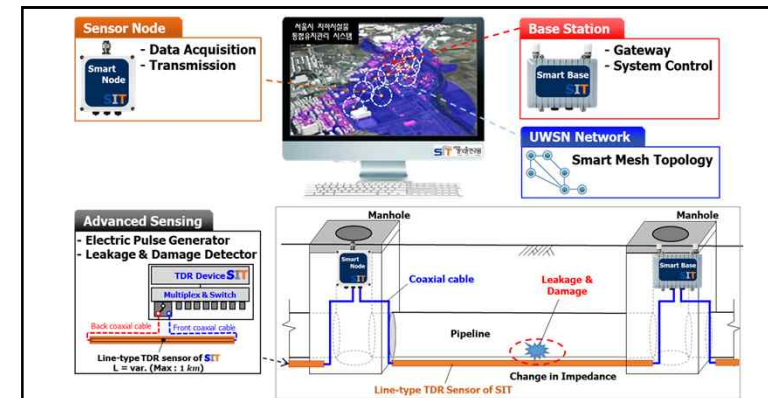 Sensor Node
- Data Acquisition
- Transmission
Smart
Node
SIT
서울시 지하시설물
통합유지관리 시스템
SIT
Base Station
- Gateway
- System Control
Smart Base
SIT
UWSN Network
Smart Mesh Topology
Advanced Sensing
- Electric Pulse Generator
- Leakage & Damage Detector
TDR Device SIT
Multiplex & Switch
Back coaxial cable
Front coaxial cable
Line-type TDR sensor of SIT
L = var. (Max : 1 km)
Manhole
Manhole
Smart
Node
SIT
Smart Base
SIT
Coaxial cable
Leakage &
Damage
Pipeline
Change in Impedance
Line-type TDR Sensor of SIT